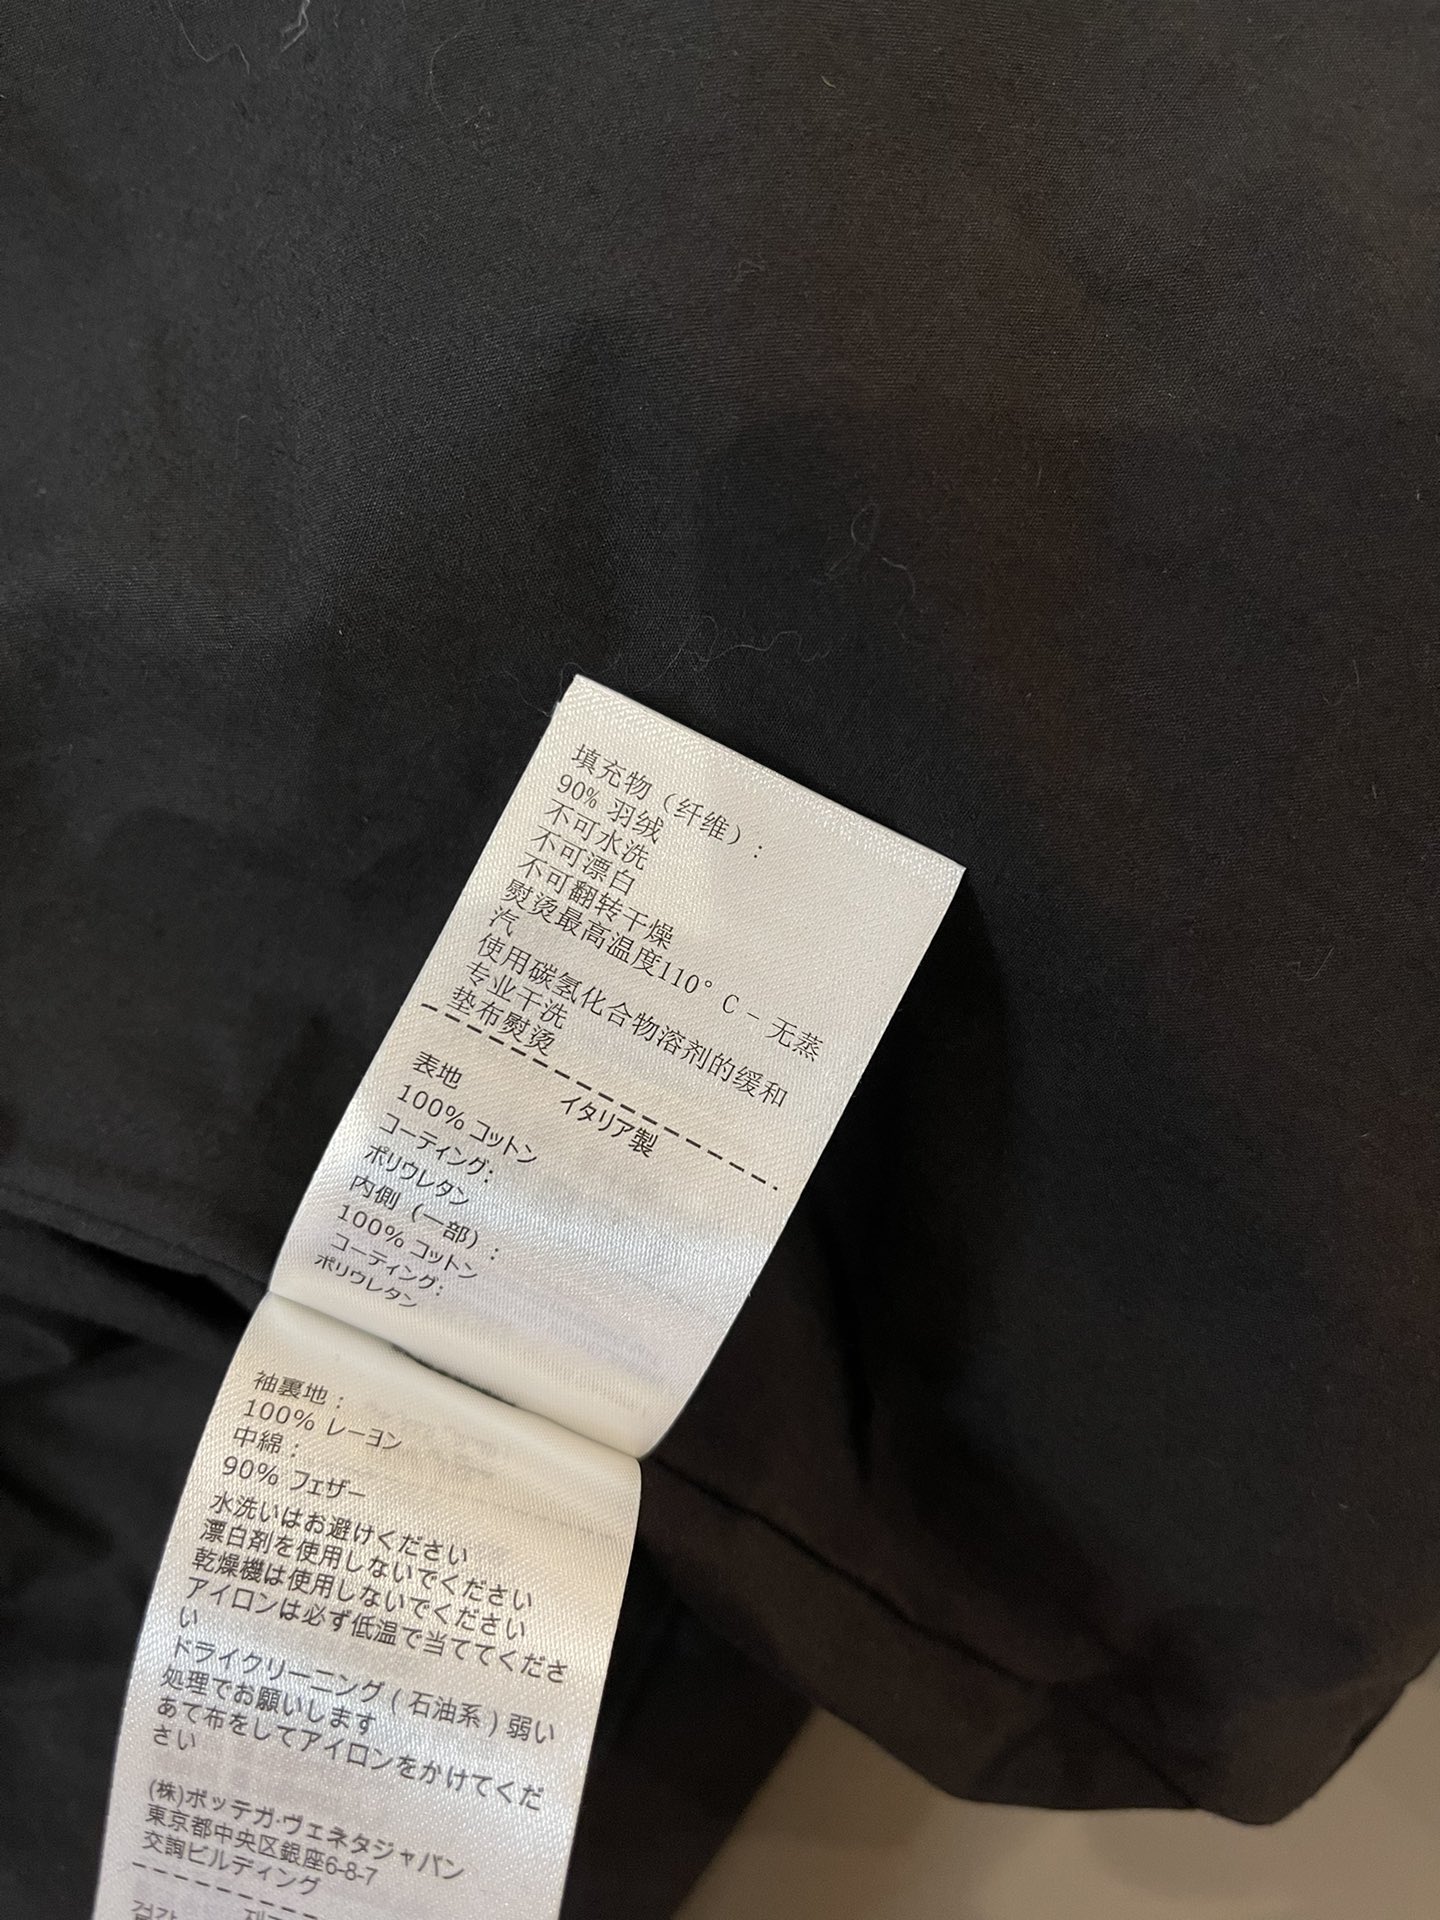 填充物（纤维）:
90% 羽绒
不可水洗
不可漂白
不可翻转干燥
熨烫最高温度110° C - 无蒸
汽
使用碳氢化合物溶剂的缓和
专业干洗
垫布熨烫
イタリア製
表地
100% コットン
コーティング:
ポリウレタン
内側 (一部) :
100% コットン
コーティング:
ポリウレタン
袖裏地 :
100% レーヨン
中綿 :
90% フェザー
水洗いはお避けください
漂白剤を使用しないでください
乾燥機は使用しないでください
アイロンは必ず低温で当ててくださ
い
ドライクリーニング ( 石油系 ) 弱い
処理でお願いします
あて布をしてアイロンをかけてくだ
さい
(株)ボッテガ·ヴェネタジャパン
東京都中央区銀座6-8-7
交詢ビルディング